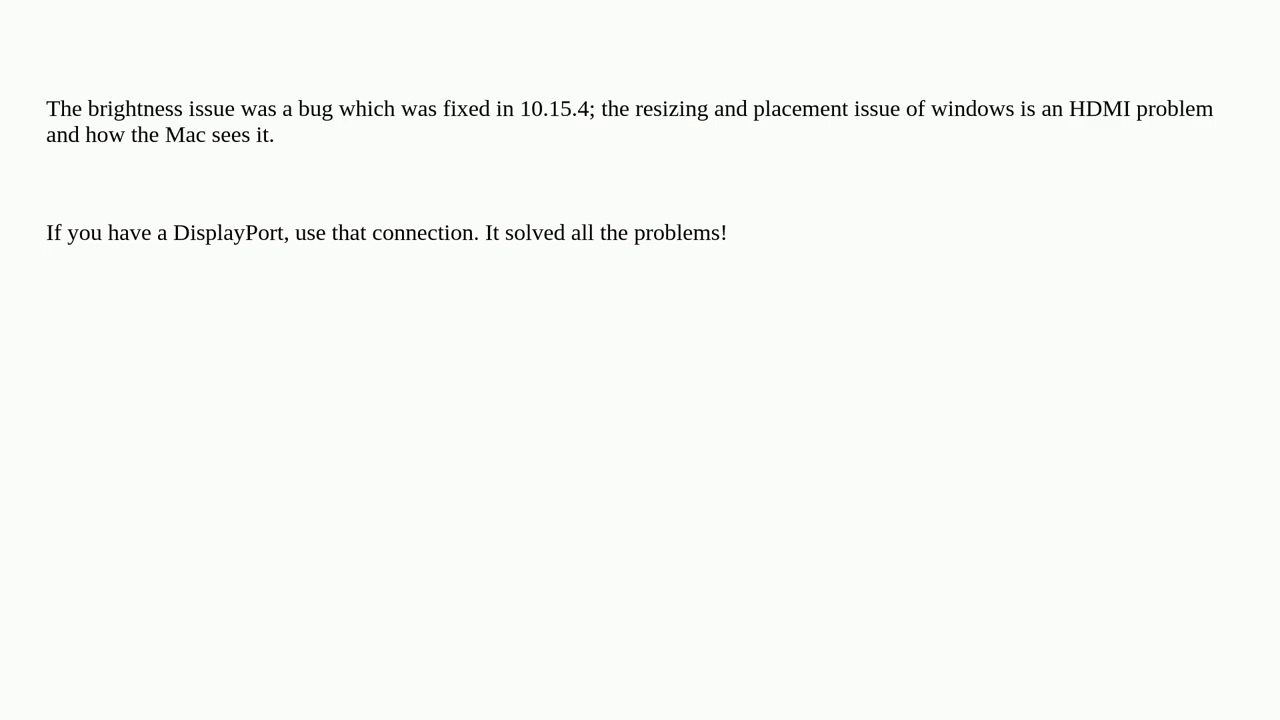 The brightness issue was a bug which was fixed in 10.15.4; the resizing and placement issue of windows is an HDMI problem
and how the Mac sees it.
If you have a DisplayPort, use that connection. It solved all the problems!